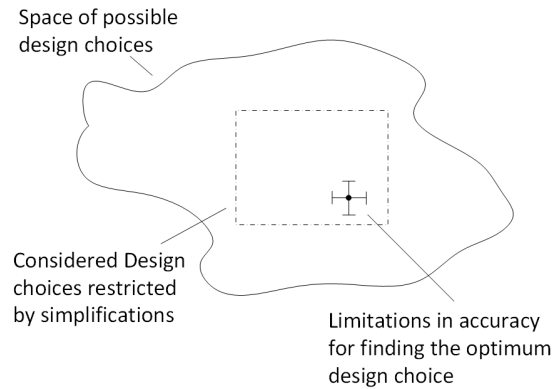 Space of possible
design choices
Considered Design
choices restricted
by simplifications
Limitations in accuracy
for finding the optimum
design choice